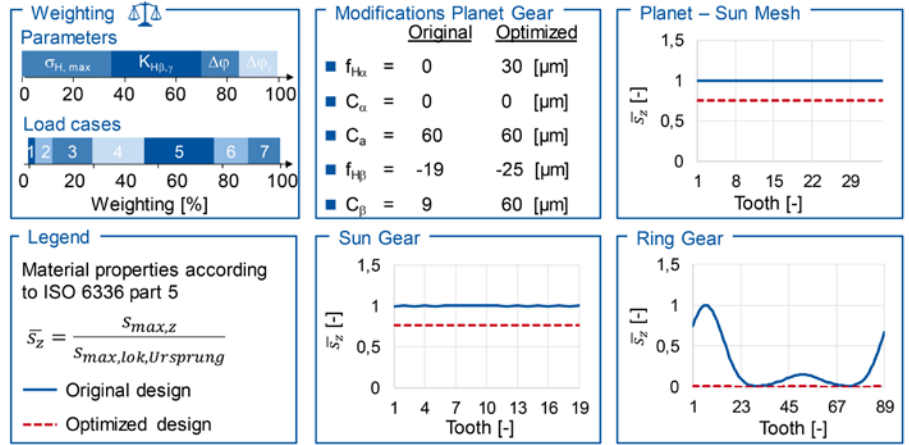 Weighting
Parameters
σH, max KHβ,γ Δφ Δφ
0 20 40 60 80 100
Load cases
1 2 3 4 5 6 7
0 20 40 60 80 100
Weighting [%]
Modifications Planet Gear
Original Optimized
fHα = 0 30 [µm]
Cα = 0 0 [µm]
Ca = 60 60 [µm]
fHβ = -19 -25 [µm]
Cβ = 9 60 [µm]
Planet – Sun Mesh
1,5
1
0,5
0
s̅z [-]
1 8 15 22 29
Tooth [-]
Legend
Material properties according
to ISO 6336 part 5
s̅z = smax,z / smax,lok,Ursprung
Original design
Optimized design
Sun Gear
1,5
1
0,5
0
s̅z [-]
1 4 7 10 13 16 19
Tooth [-]
Ring Gear
1,5
1
0,5
0
s̅z [-]
1 23 45 67 89
Tooth [-]